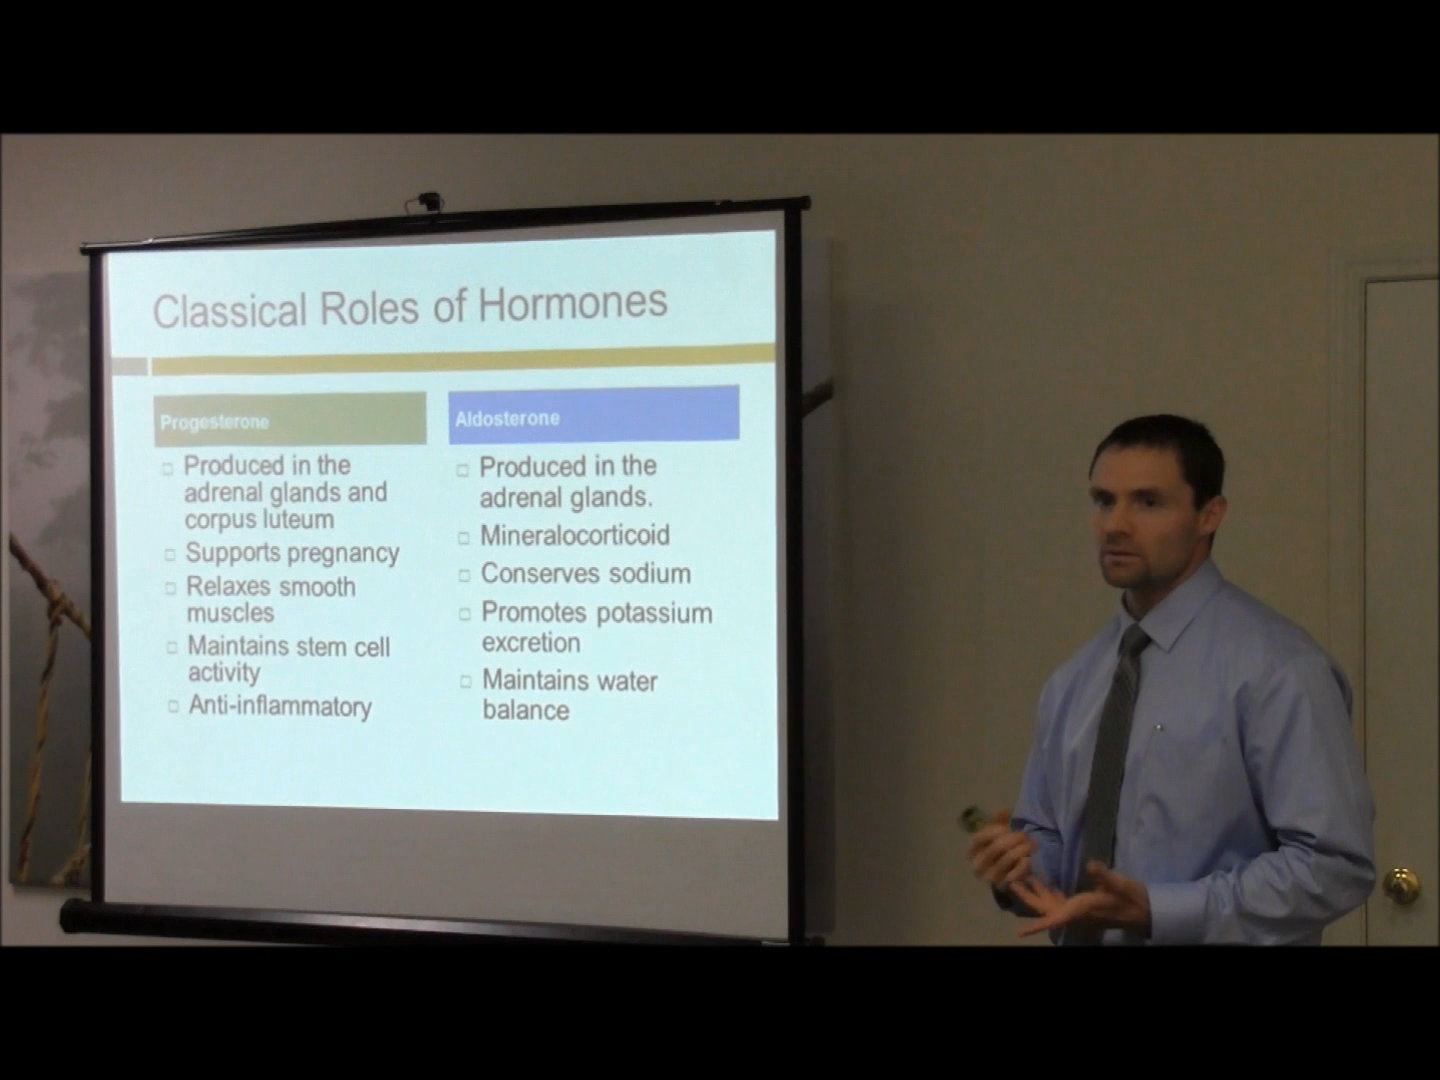 Classical Roles of Hormones
Progesterone
Produced in the
adrenal glands and
corpus luteum
Supports pregnancy
Relaxes smooth
muscles
Maintains stem cell
activity
Anti-inflammatory
Aldosterone
Produced in the
adrenal glands.
Mineralocorticoid
Conserves sodium
Promotes potassium
excretion
Maintains water
balance